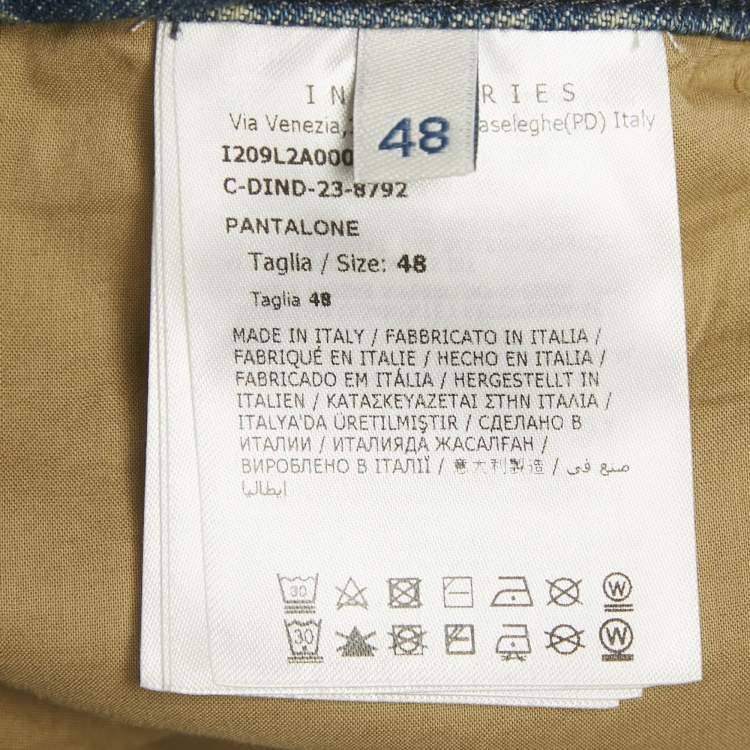 IN RIES
Via Venezia, aseleghe(PD) Italy
48
I209L2A000
C-DIND-23-8792
PANTALONE
Taglia / Size: 48
Taglia 48
MADE IN ITALY / FABBRICATO IN ITALIA /
FABRIQUÉ EN ITALIE / HECHO EN ITALIA /
FABRICADO EM ITÁLIA / HERGESTELLT IN
ITALIEN / ΚΑΤΑΣΚΕΥΑΖΕΤΑΙ ΣΤΗΝ ΙΤΑΛΙΑ /
ITALYA'DA ÜRETILMIŞTIR / СДЕЛАНО В
ИТАЛИИ / ИТАЛИЯДА ЖАСАЛҒАН /
ВИРОБЛЕНО В ІТАЛІЇ / 意大利製造 / صنع في
ايطاليا
30 W
30 W